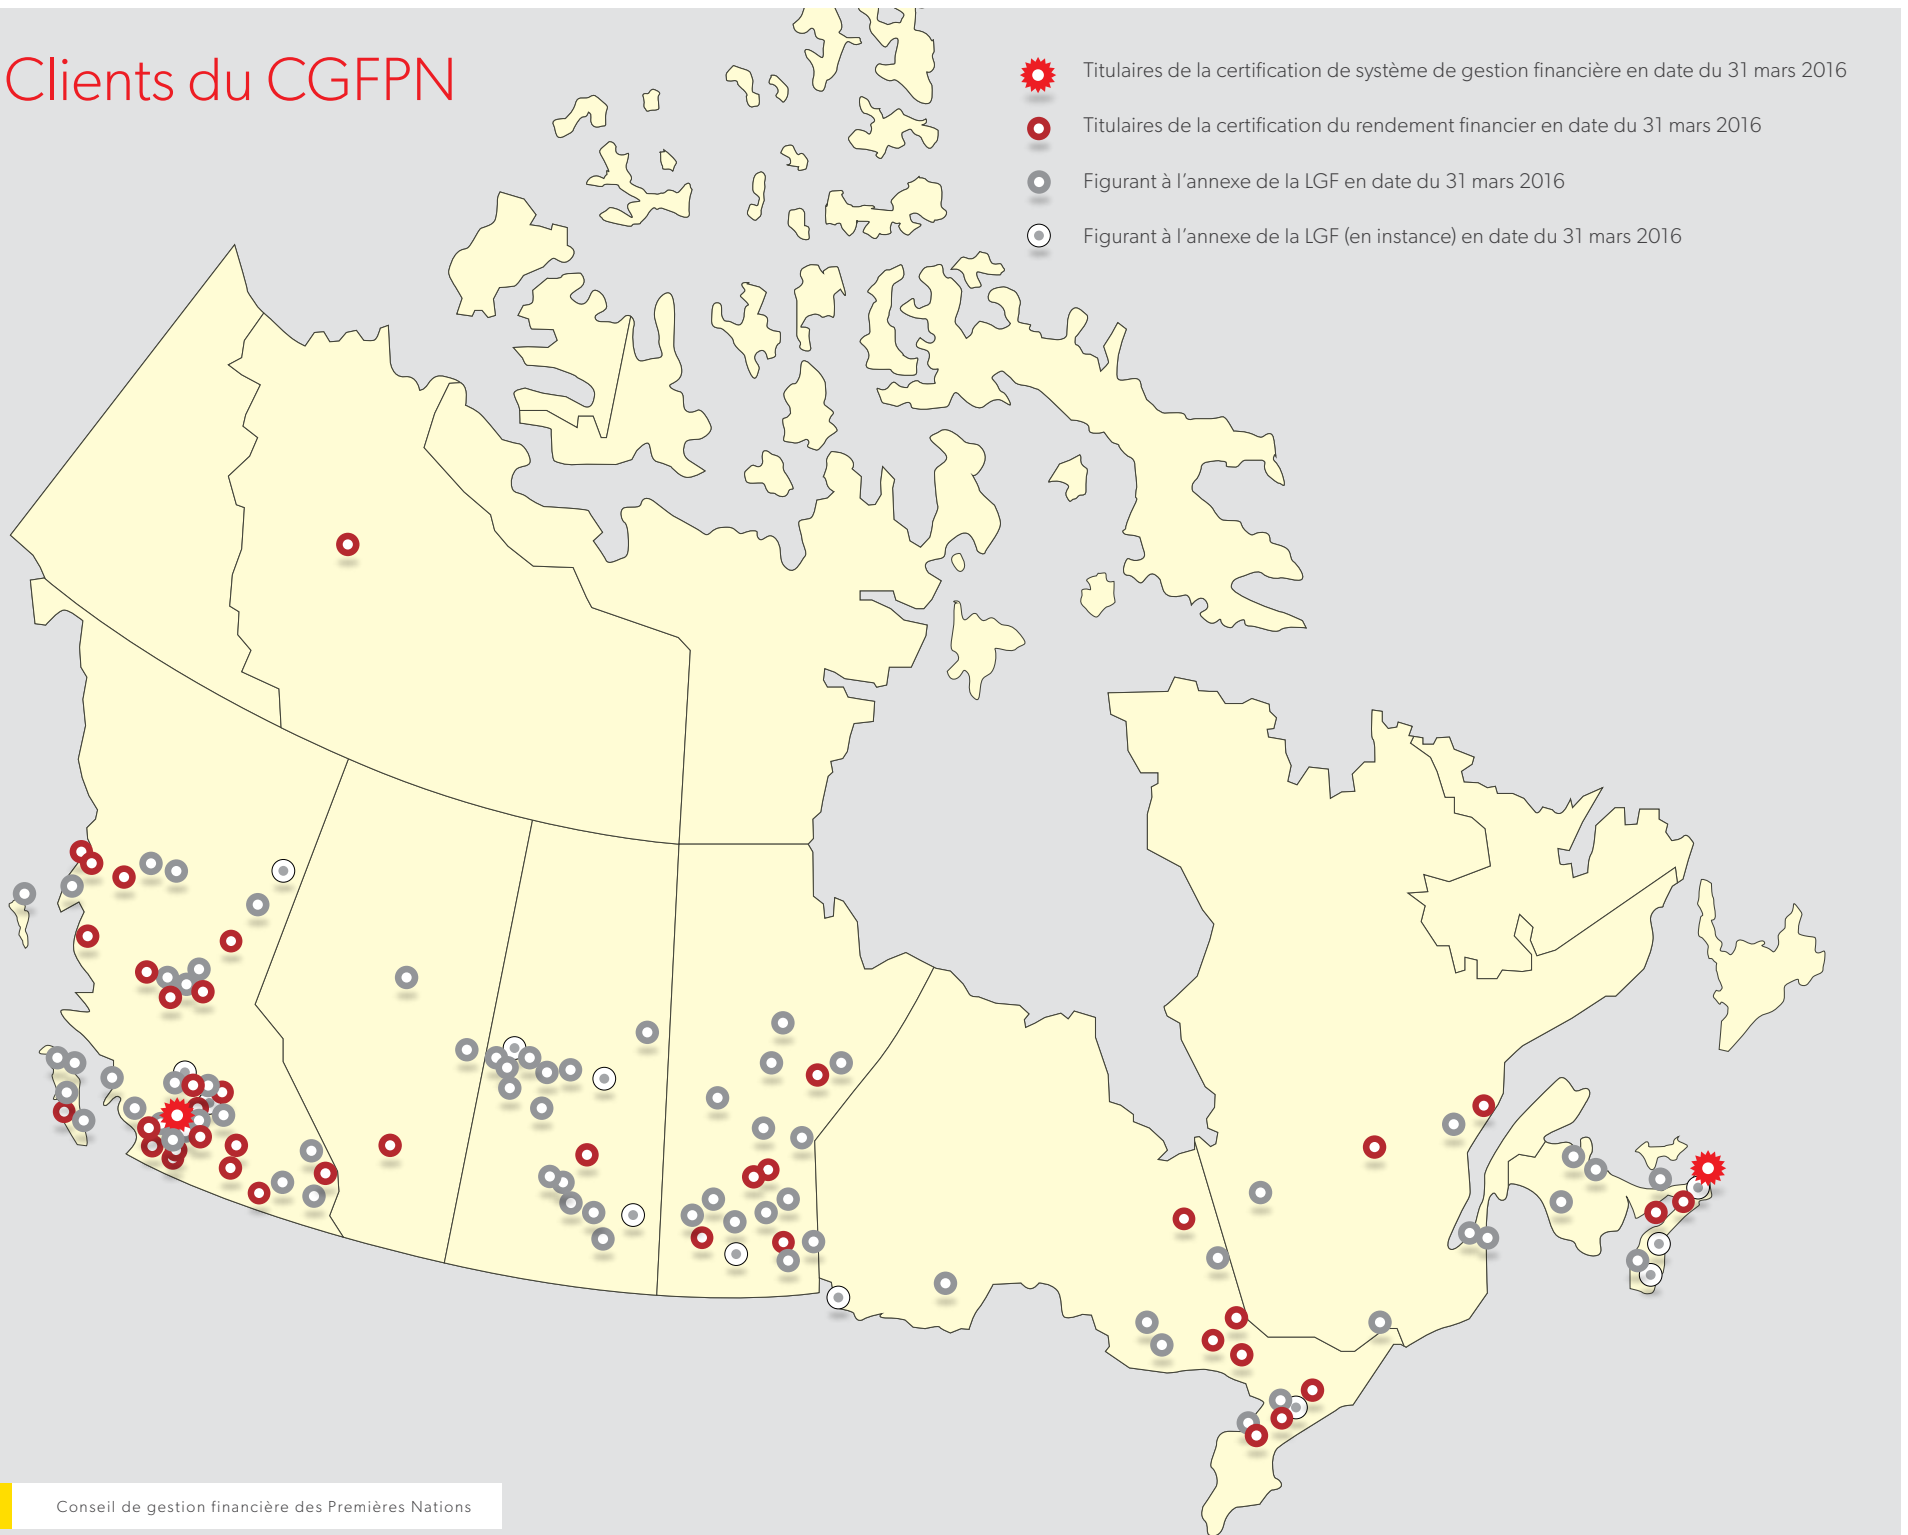 Clients du CGFPN
Titulaires de la certification de système de gestion financière en date du 31 mars 2016
Titulaires de la certification du rendement financier en date du 31 mars 2016
Figurant à l’annexe de la LGF en date du 31 mars 2016
Figurant à l’annexe de la LGF (en instance) en date du 31 mars 2016
Conseil de gestion financière des Premières Nations